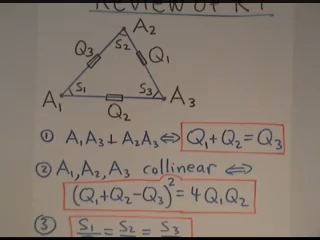 Review of RT
A₂
S₂
Q₃
Q₁
S₁
S₃
A₁
Q₂
A₃
① A₁A₃ ⊥ A₂A₃ ⇔ Q₁+Q₂=Q₃
② A₁, A₂, A₃ collinear ⇔
(Q₁+Q₂-Q₃)²=4Q₁Q₂
③ S₁ = S₂ = S₃